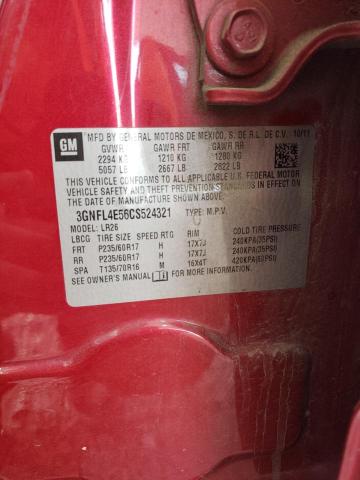 GM
MFD BY GENERAL MOTORS DE MEXICO, S. DE R.L. DE C.V. 10/11
GVWR GAWR FRT GAWR RR
2294 KG 1210 KG 1280 KG
5057 LB 2667 LB 2822 LB
THIS VEHICLE CONFORMS TO ALL APPLICABLE U.S. FEDERAL MOTOR
VEHICLE SAFETY AND THEFT PREVENTION STANDARDS IN EFFECT ON
THE DATE OF MANUFACTURE SHOWN ABOVE.
3GNFL4E56CS524321 TYPE: M.P.V.
MODEL: LR26
LBCG TIRE SIZE SPEED RTG RIM COLD TIRE PRESSURE
FRT P235/60R17 H 17X7J 240KPA(35PSI)
RR P235/60R17 H 17X7J 240KPA(35PSI)
SPA T135/70R16 M 16X4T 420KPA(60PSI)
SEE OWNER'S MANUAL